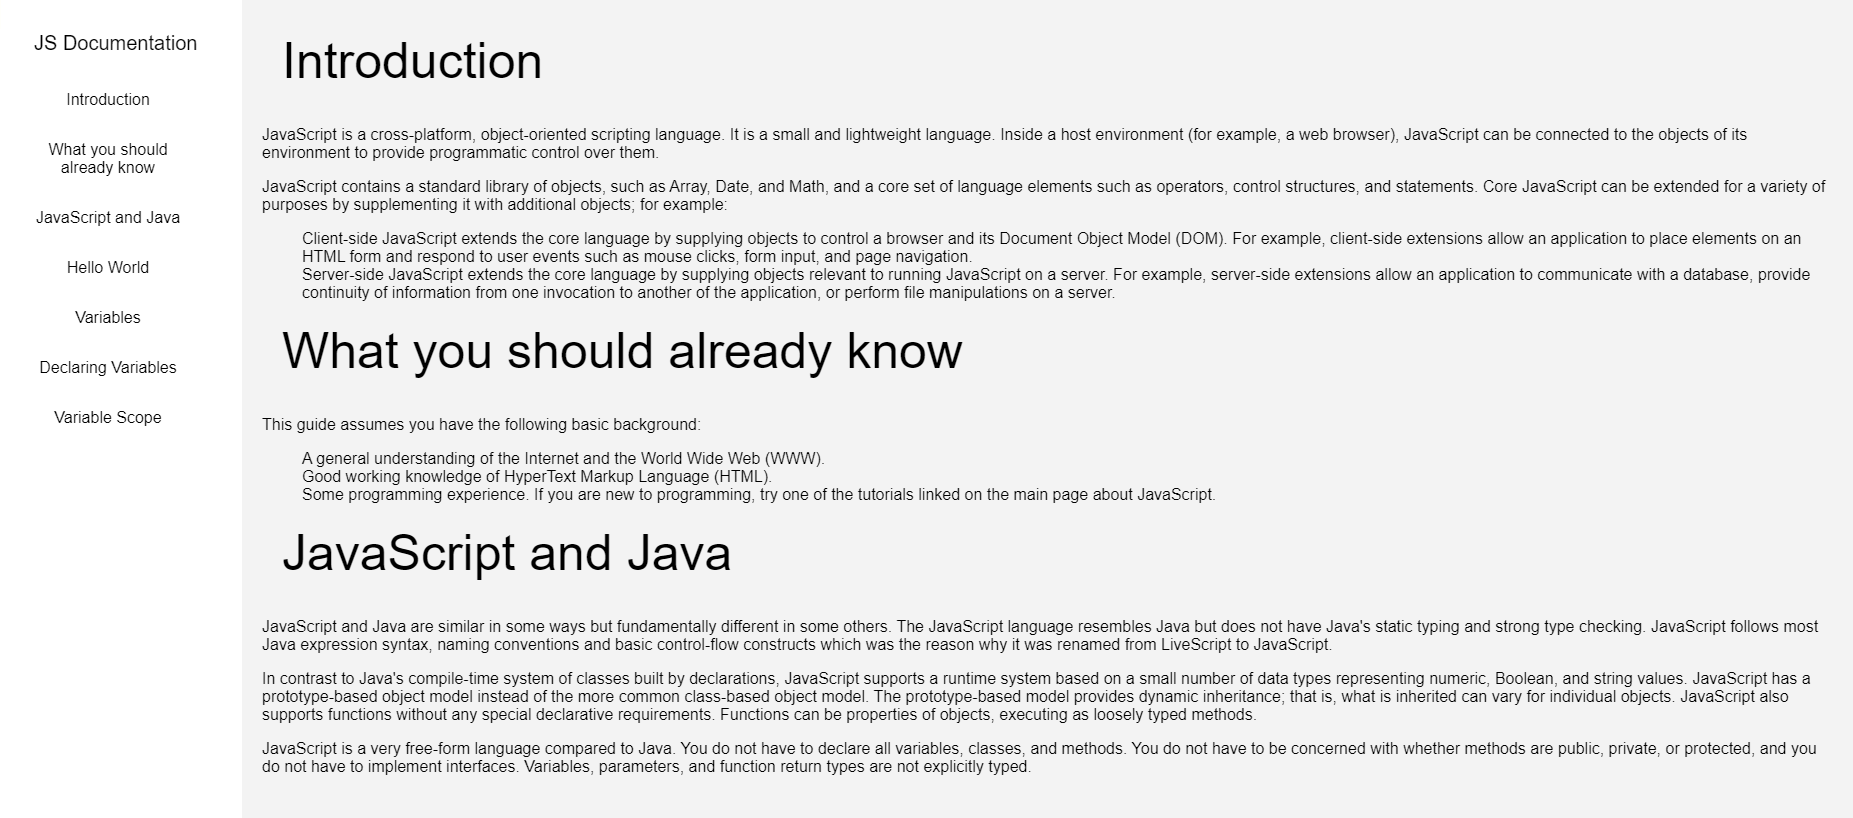 JS Documentation
Introduction
What you should
already know
JavaScript and Java
Hello World
Variables
Declaring Variables
Variable Scope
Introduction
JavaScript is a cross-platform, object-oriented scripting language. It is a small and lightweight language. Inside a host environment (for example, a web browser), JavaScript can be connected to the objects of its
environment to provide programmatic control over them.
JavaScript contains a standard library of objects, such as Array, Date, and Math, and a core set of language elements such as operators, control structures, and statements. Core JavaScript can be extended for a variety of
purposes by supplementing it with additional objects; for example:
Client-side JavaScript extends the core language by supplying objects to control a browser and its Document Object Model (DOM). For example, client-side extensions allow an application to place elements on an
HTML form and respond to user events such as mouse clicks, form input, and page navigation.
Server-side JavaScript extends the core language by supplying objects relevant to running JavaScript on a server. For example, server-side extensions allow an application to communicate with a database, provide
continuity of information from one invocation to another of the application, or perform file manipulations on a server.
What you should already know
This guide assumes you have the following basic background:
A general understanding of the Internet and the World Wide Web (WWW).
Good working knowledge of HyperText Markup Language (HTML).
Some programming experience. If you are new to programming, try one of the tutorials linked on the main page about JavaScript.
JavaScript and Java
JavaScript and Java are similar in some ways but fundamentally different in some others. The JavaScript language resembles Java but does not have Java's static typing and strong type checking. JavaScript follows most
Java expression syntax, naming conventions and basic control-flow constructs which was the reason why it was renamed from LiveScript to JavaScript.
In contrast to Java's compile-time system of classes built by declarations, JavaScript supports a runtime system based on a small number of data types representing numeric, Boolean, and string values. JavaScript has a
prototype-based object model instead of the more common class-based object model. The prototype-based model provides dynamic inheritance; that is, what is inherited can vary for individual objects. JavaScript also
supports functions without any special declarative requirements. Functions can be properties of objects, executing as loosely typed methods.
JavaScript is a very free-form language compared to Java. You do not have to declare all variables, classes, and methods. You do not have to be concerned with whether methods are public, private, or protected, and you
do not have to implement interfaces. Variables, parameters, and function return types are not explicitly typed.